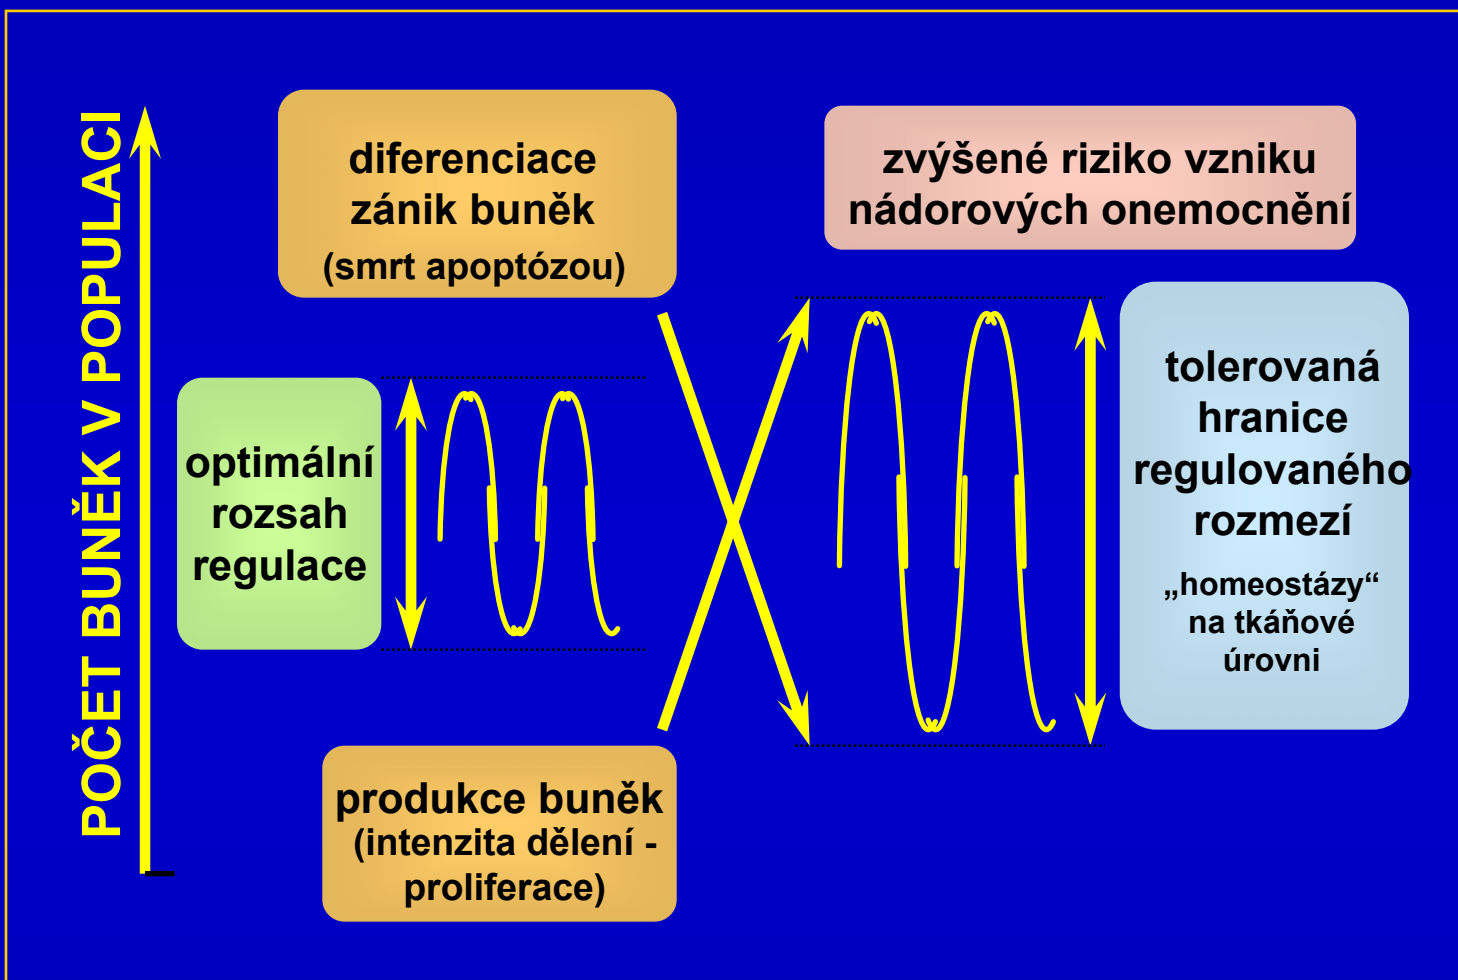 POČET BUNĚK V POPULACI
diferenciace
zánik buněk
(smrt apoptózou)
zvýšené riziko vzniku
nádorových onemocnění
optimální
rozsah
regulace
tolerovaná
hranice
regulovaného
rozmezí
„homeostázy“
na tkáňové
úrovni
produkce buněk
(intenzita dělení -
proliferace)